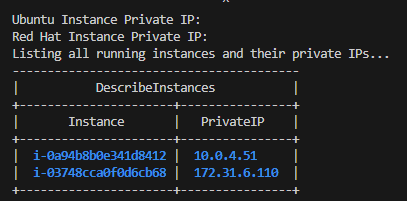 Ubuntu Instance Private IP:
Red Hat Instance Private IP:
Listing all running instances and their private IPs...
-----------------------------------------
|          DescribeInstances            |
+----------------------+----------------+
|       Instance       |   PrivateIP    |
+----------------------+----------------+
|  i-0a94b8b0e341d8412 |  10.0.4.51     |
|  i-03748cca0f0d6cb68 |  172.31.6.110  |
+----------------------+----------------+